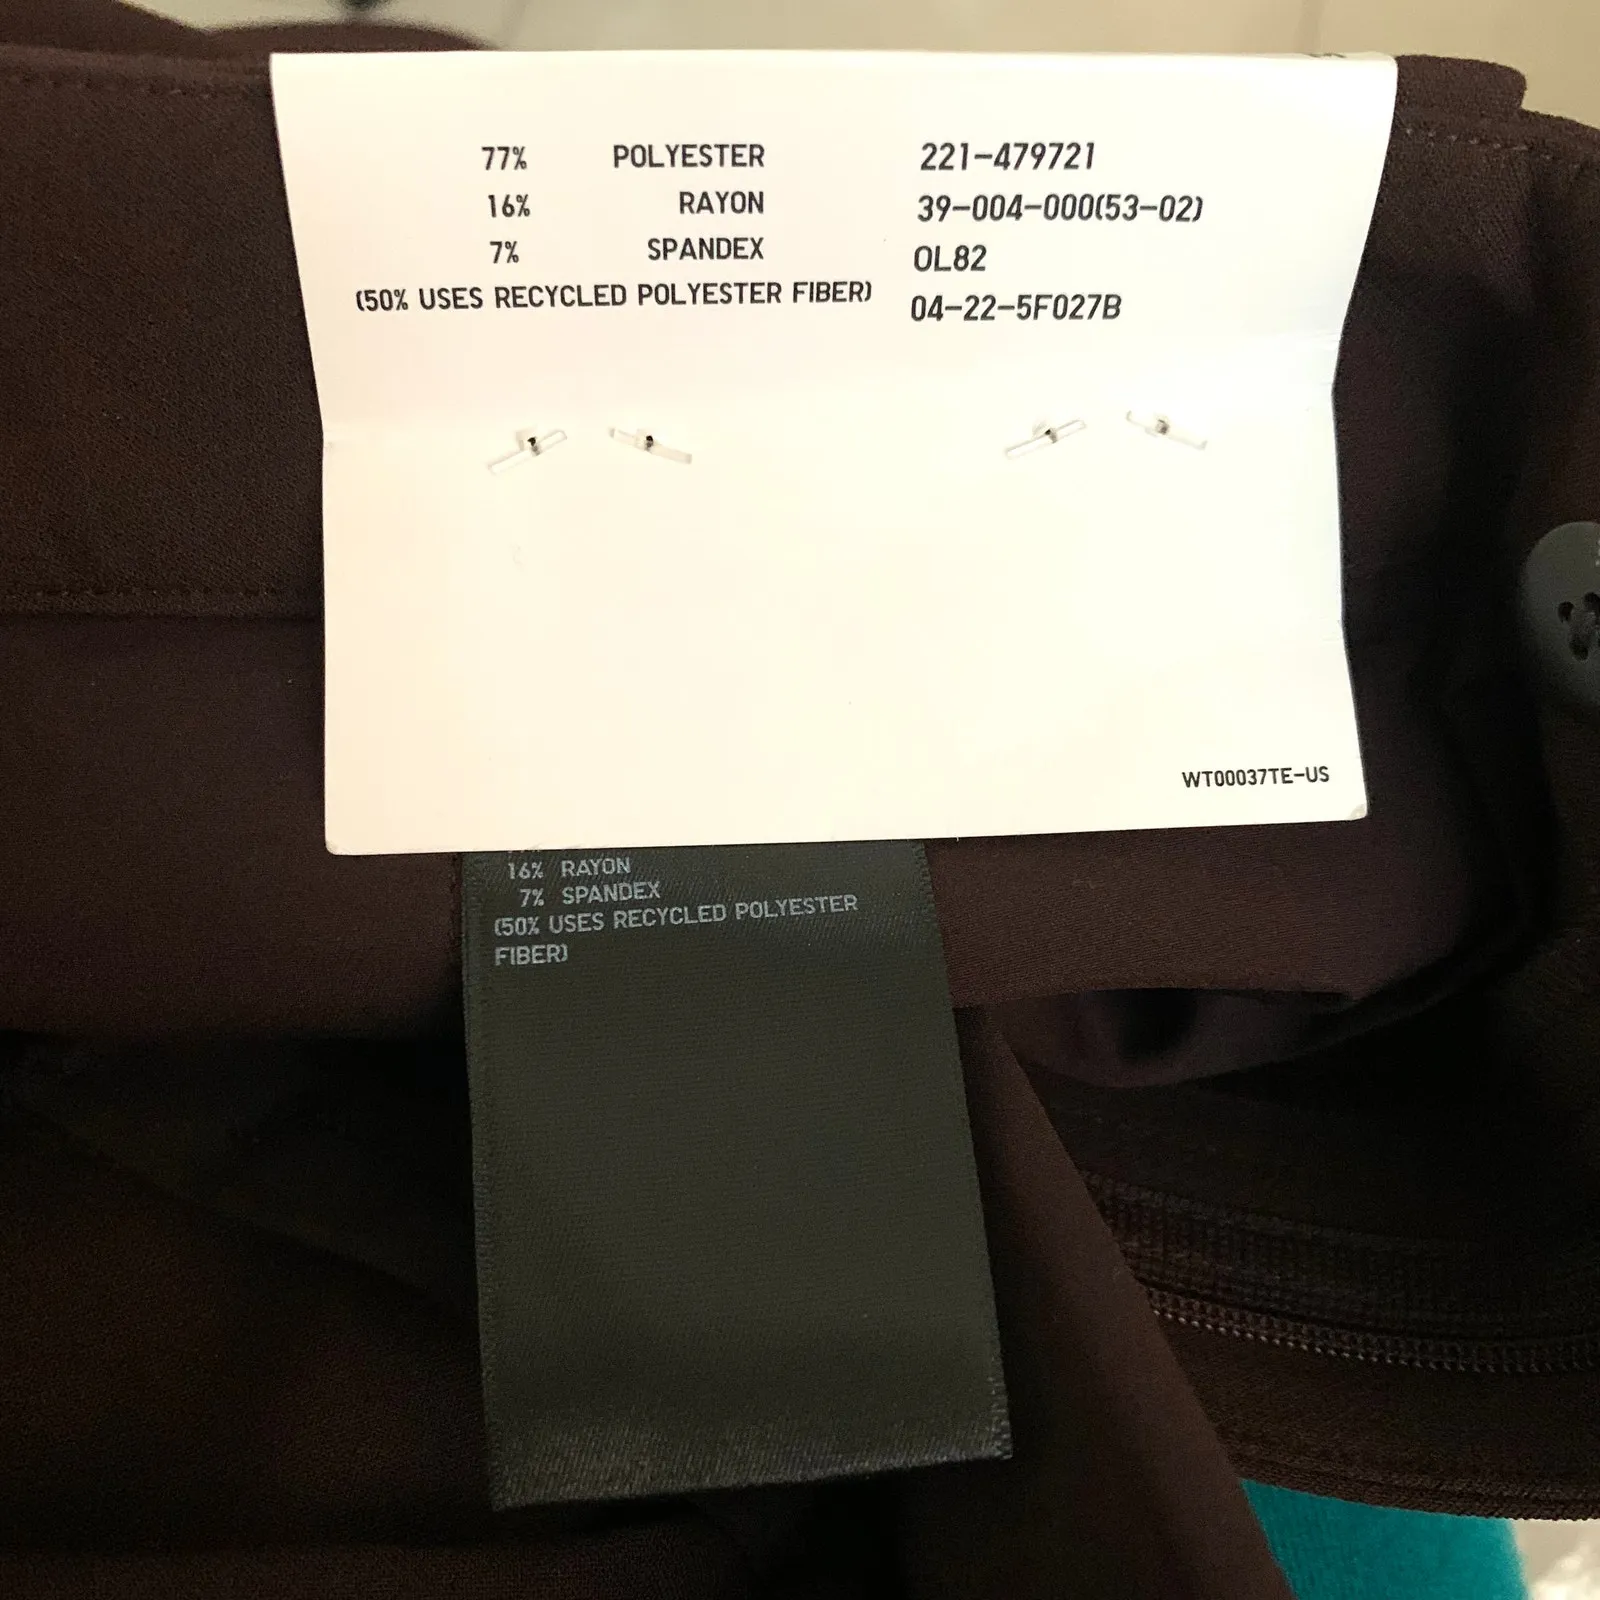 77% POLYESTER
16% RAYON
7% SPANDEX
(50% USES RECYCLED POLYESTER FIBER)
221-479721
39-004-000(53-02)
OL82
04-22-5F027B
WT00037TE-US
16% RAYON
7% SPANDEX
(50% USES RECYCLED POLYESTER
FIBER)